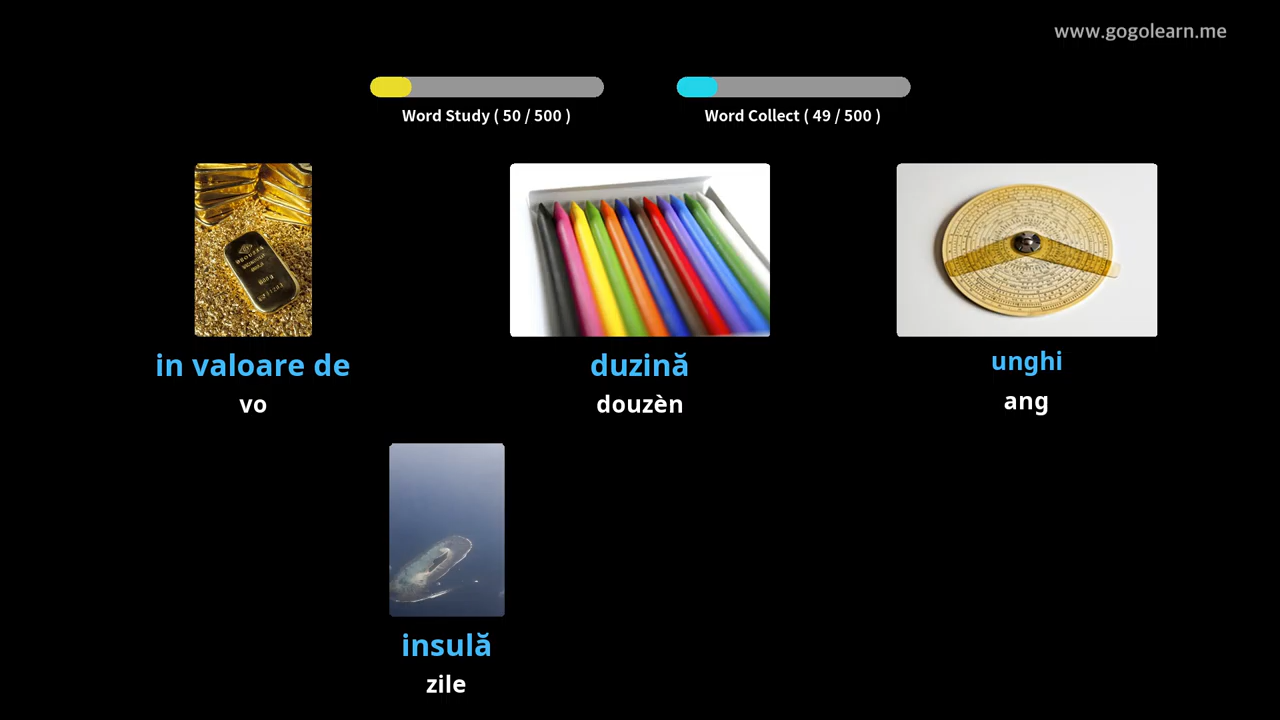 www.gogolearn.me
Word Study ( 50 / 500 )
Word Collect ( 49 / 500 )
in valoare de
vo
duzină
douzèn
unghi
ang
insulă
zile